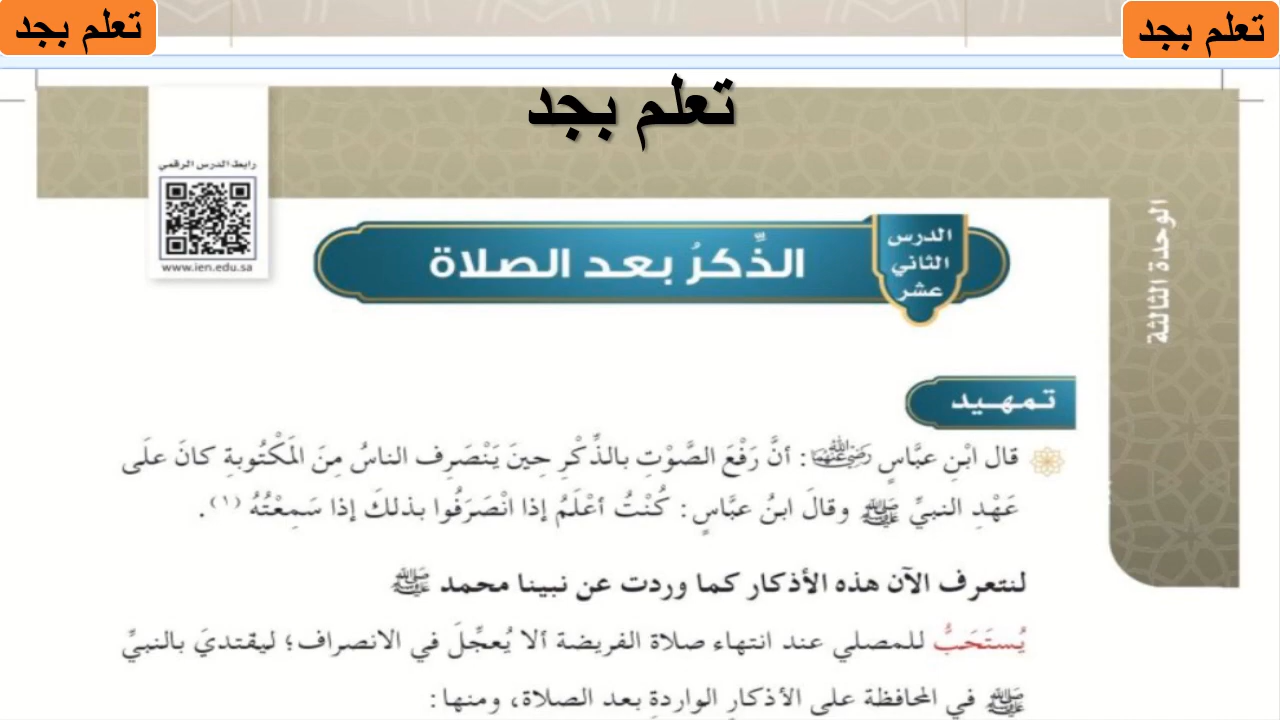 تعلم بجد
تعلم بجد
تعلم بجد
رابط الدرس الرقمي
www.ien.edu.sa
الدرس
الثاني
عشر
الذِّكرُ بعد الصلاة
الوحدة الثالثة
تمهيد
قال ابْنِ عبَّاسٍ رضي الله عنهما: أنَّ رَفْعَ الصَّوْتِ بالذِّكْرِ حِينَ يَنْصَرِف الناسُ مِنَ المَكْتُوبةِ كانَ علَى
عَهْدِ النبيِّ ﷺ وقالَ ابنُ عبَّاسٍ: كُنْتُ أعْلَمُ إذا انْصَرَفُوا بذلكَ إذا سَمِعْتُهُ (١).
لنتعرف الآن هذه الأذكار كما وردت عن نبينا محمد ﷺ
يُستَحَبُّ للمصلي عند انتهاء صلاة الفريضة ألا يُعجِّلَ في الانصراف؛ ليقتديَ بالنبيِّ
ﷺ في المحافظة على الأذكارِ الواردةِ بعد الصلاة، ومنها: